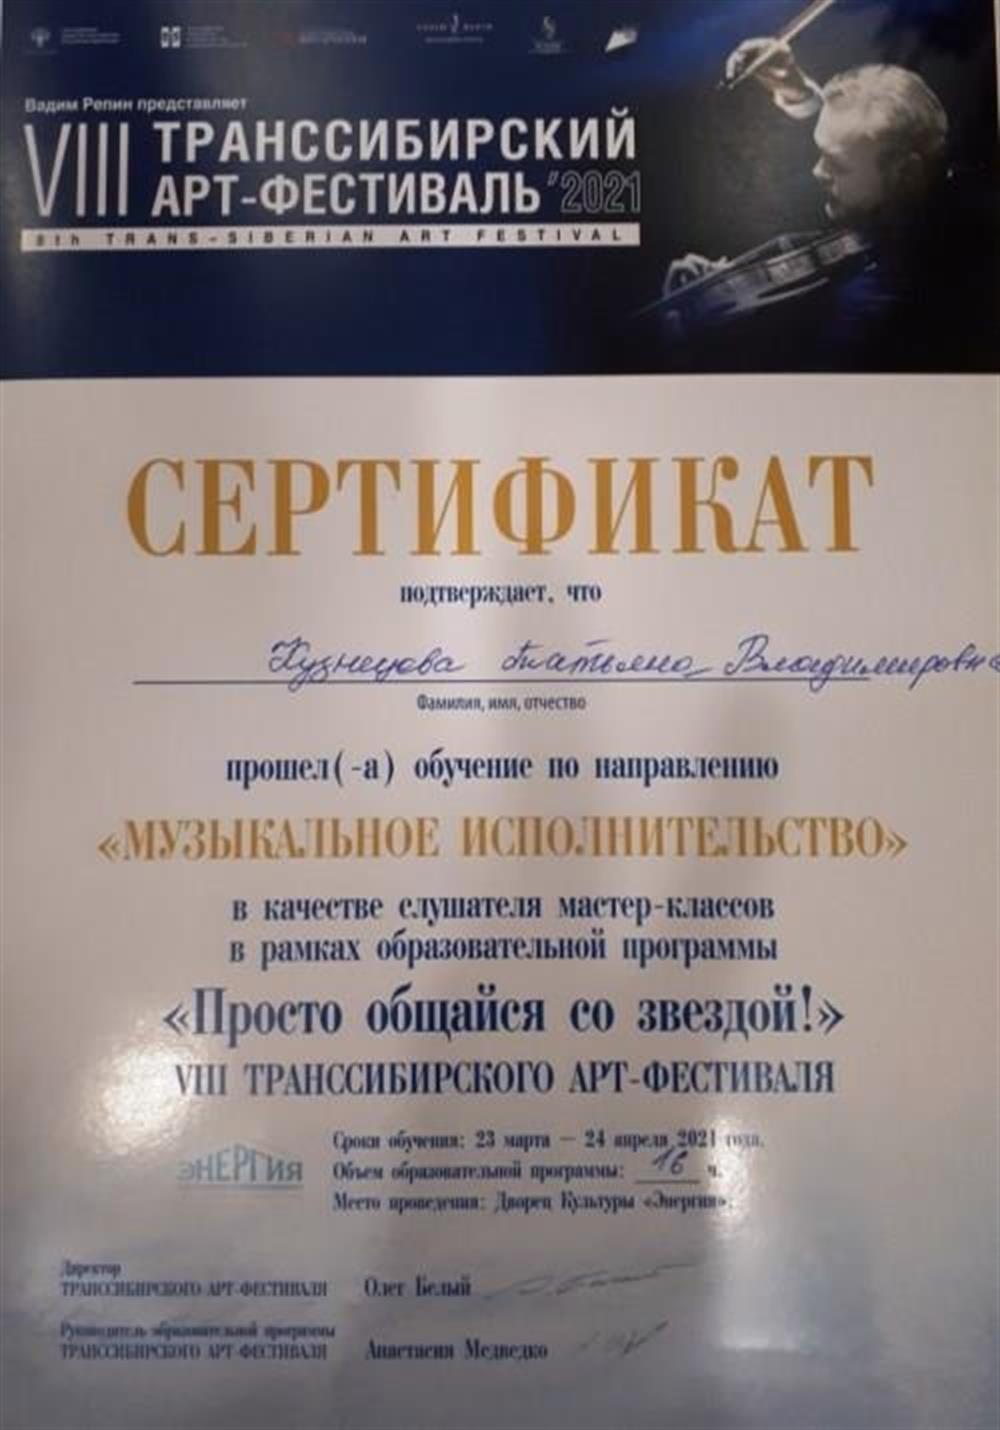 Вадим Репин представляет
VIII ТРАНССИБИРСКИЙ
АРТ-ФЕСТИВАЛЬ '2021
8th TRANS-SIBERIAN ART FESTIVAL
СЕРТИФИКАТ
подтверждает, что
Кузнецова Татьяна Владимировна
Фамилия, имя, отчество
прошел(-а) обучение по направлению
«МУЗЫКАЛЬНОЕ ИСПОЛНИТЕЛЬСТВО»
в качестве слушателя мастер-классов
в рамках образовательной программы
«Просто общайся со звездой!»
VIII ТРАНССИБИРСКОГО АРТ-ФЕСТИВАЛЯ
Сроки обучения: 23 марта – 24 апреля 2021 года.
ЭНЕРГИЯ
Объем образовательной программы: 16 ч.
Место проведения: Дворец Культуры «Энергия».
Директор
ТРАНССИБИРСКОГО АРТ-ФЕСТИВАЛЯ Олег Белый
Руководитель образовательной программы
ТРАНССИБИРСКОГО АРТ-ФЕСТИВАЛЯ Анастасия Медведко